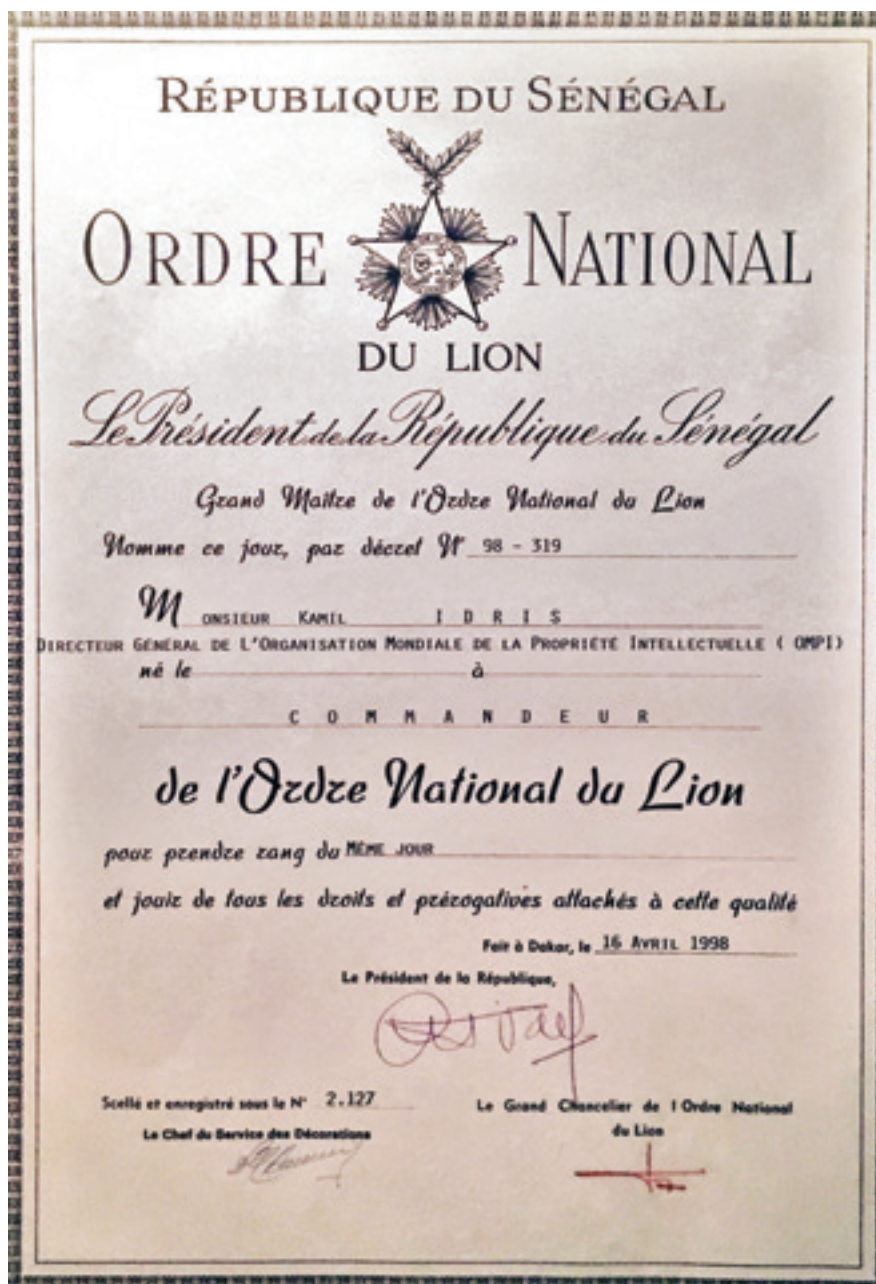 RÉPUBLIQUE DU SÉNÉGAL
ORDRE NATIONAL
DU LION
Le Président de la République du Sénégal
Grand Maître de l'Ordre National du Lion
Nomme ce jour, par décret N° 98 - 319
MONSIEUR KAMIL IDRIS
DIRECTEUR GÉNÉRAL DE L'ORGANISATION MONDIALE DE LA PROPRIÉTÉ INTELLECTUELLE ( OMPI)
né le à
COMMANDEUR
de l'Ordre National du Lion
pour prendre rang du MÊME JOUR
et jouir de tous les droits et prérogatives attachés à cette qualité
Fait à Dakar, le 16 AVRIL 1998
Le Président de la République,
Scellé et enregistré sous le N° 2.127
Le Grand Chancelier de l Ordre National
du Lion
Le Chef du Service des Décorations